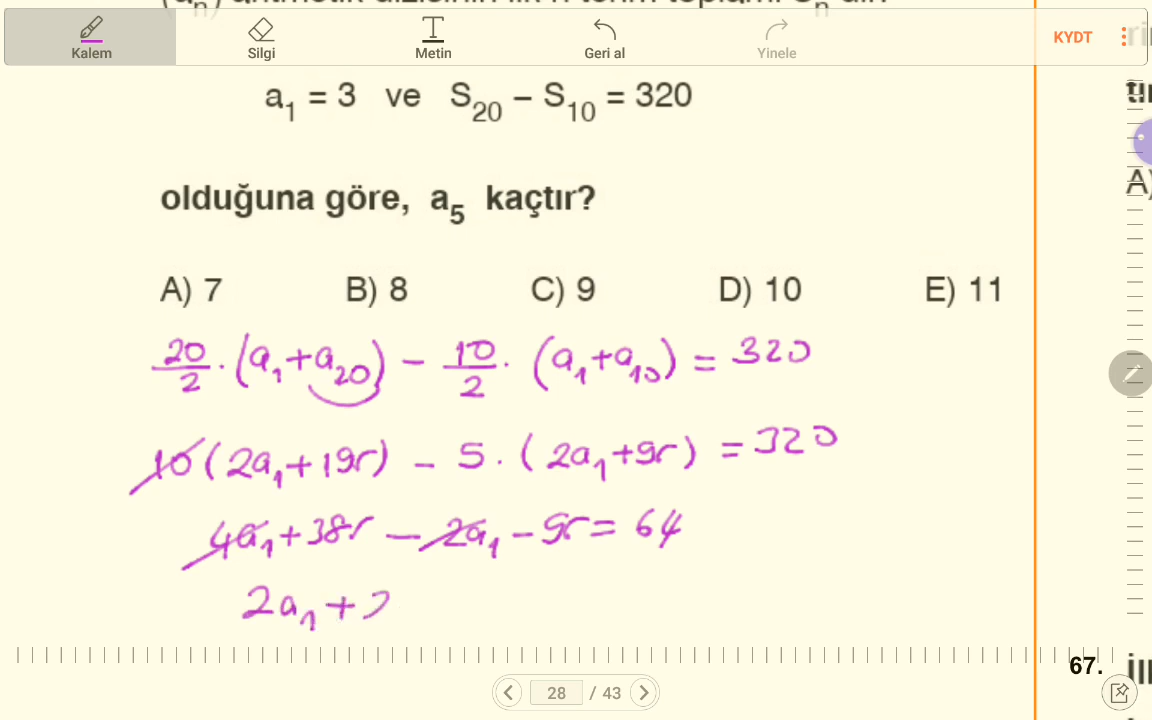 Kalem Silgi Metin Geri al Yinele KYDT
a₁ = 3 ve S₂₀ – S₁₀ = 320
olduğuna göre, a₅ kaçtır?
A) 7 B) 8 C) 9 D) 10 E) 11
A)
20/2 · (a₁+a₂₀) – 10/2 · (a₁+a₁₀) = 320
10(2a₁+19r) – 5 · (2a₁+9r) = 320
4a₁+38r – 2a₁ – 9r = 64
2a₁+2
67.
28 / 43